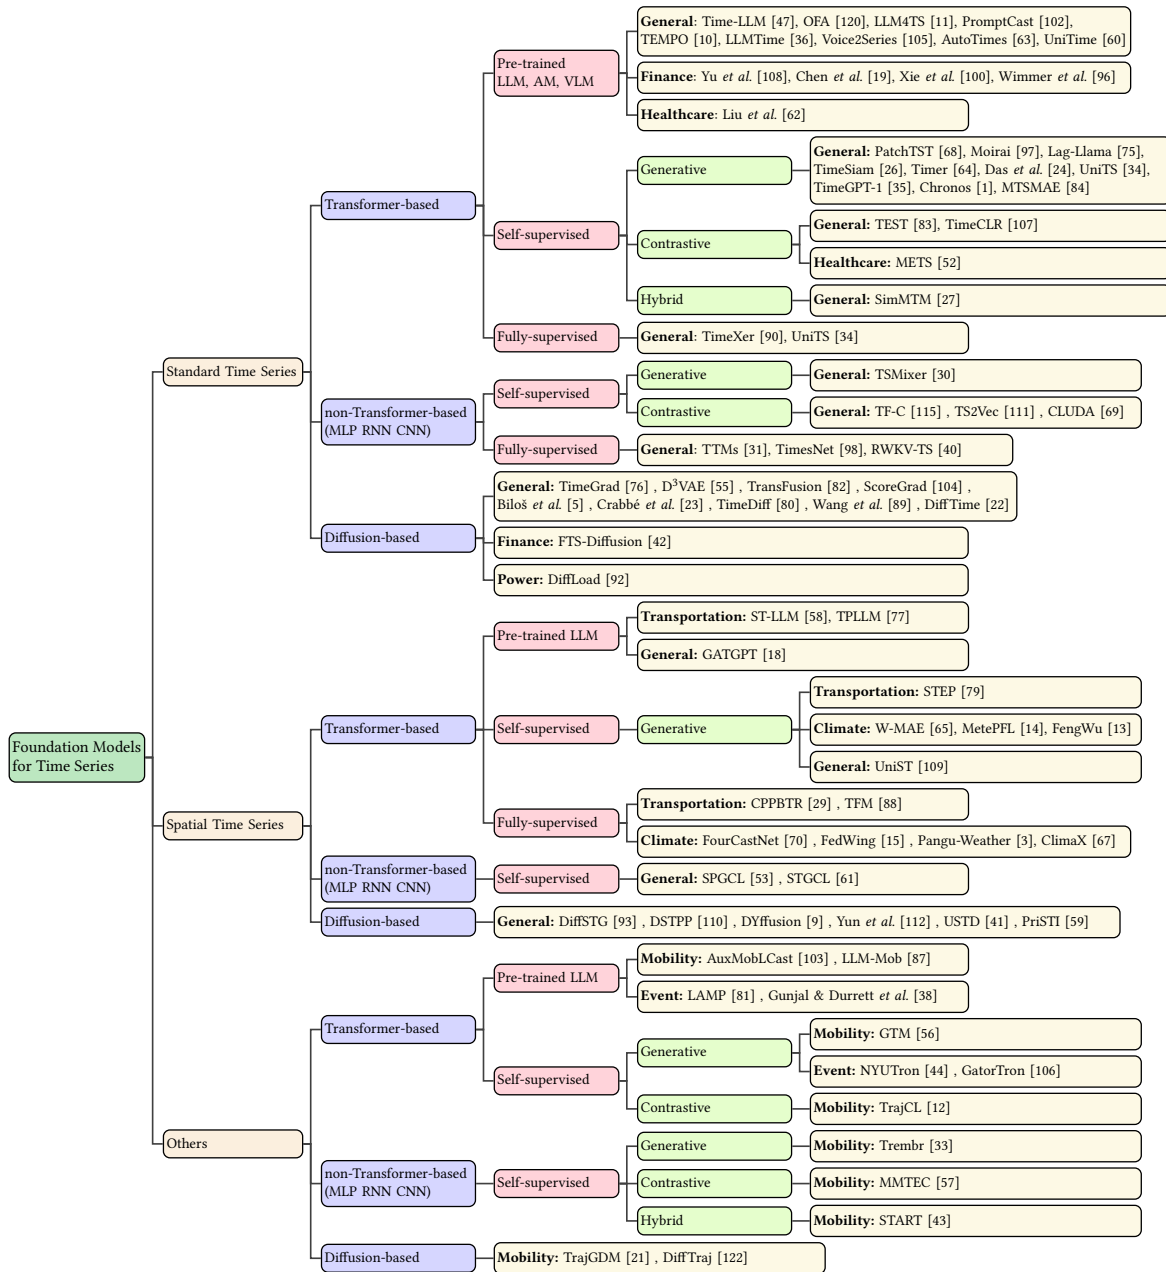 General: Time-LLM [47], OFA [120], LLM4TS [11], PromptCast [102],
TEMPO [10], LLMTime [36], Voice2Series [105], AutoTimes [63], UniTime [60]
Pre-trained
LLM, AM, VLM
Finance: Yu et al. [108], Chen et al. [19], Xie et al. [100], Wimmer et al. [96]
Healthcare: Liu et al. [62]
Transformer-based
Self-supervised
Generative
General: PatchTST [68], Moirai [97], Lag-Llama [75],
TimeSiam [26], Timer [64], Das et al. [24], UniTS [34],
TimeGPT-1 [35], Chronos [1], MTSMAE [84]
Contrastive
General: TEST [83], TimeCLR [107]
Healthcare: METS [52]
Hybrid
General: SimMTM [27]
Fully-supervised
General: TimeXer [90], UniTS [34]
Standard Time Series
non-Transformer-based
(MLP RNN CNN)
Self-supervised
Generative
General: TSMixer [30]
Contrastive
General: TF-C [115] , TS2Vec [111] , CLUDA [69]
Fully-supervised
General: TTMs [31], TimesNet [98], RWKV-TS [40]
Diffusion-based
General: TimeGrad [76] , D³VAE [55] , TransFusion [82] , ScoreGrad [104] ,
Biloš et al. [5] , Crabbé et al. [23] , TimeDiff [80] , Wang et al. [89] , DiffTime [22]
Finance: FTS-Diffusion [42]
Power: DiffLoad [92]
Foundation Models
for Time Series
Spatial Time Series
Transformer-based
Pre-trained LLM
Transportation: ST-LLM [58], TPLLM [77]
General: GATGPT [18]
Self-supervised
Generative
Transportation: STEP [79]
Climate: W-MAE [65], MetePFL [14], FengWu [13]
General: UniST [109]
Fully-supervised
Transportation: CPPBTR [29] , TFM [88]
Climate: FourCastNet [70] , FedWing [15] , Pangu-Weather [3], ClimaX [67]
non-Transformer-based
(MLP RNN CNN)
Self-supervised
General: SPGCL [53] , STGCL [61]
Diffusion-based
General: DiffSTG [93] , DSTPP [110] , DYffusion [9] , Yun et al. [112] , USTD [41] , PriSTI [59]
Others
Transformer-based
Pre-trained LLM
Mobility: AuxMobLCast [103] , LLM-Mob [87]
Event: LAMP [81] , Gunjal & Durrett et al. [38]
Self-supervised
Generative
Mobility: GTM [56]
Event: NYUTron [44] , GatorTron [106]
Contrastive
Mobility: TrajCL [12]
non-Transformer-based
(MLP RNN CNN)
Self-supervised
Generative
Mobility: Trembr [33]
Contrastive
Mobility: MMTEC [57]
Hybrid
Mobility: START [43]
Diffusion-based
Mobility: TrajGDM [21] , DiffTraj [122]